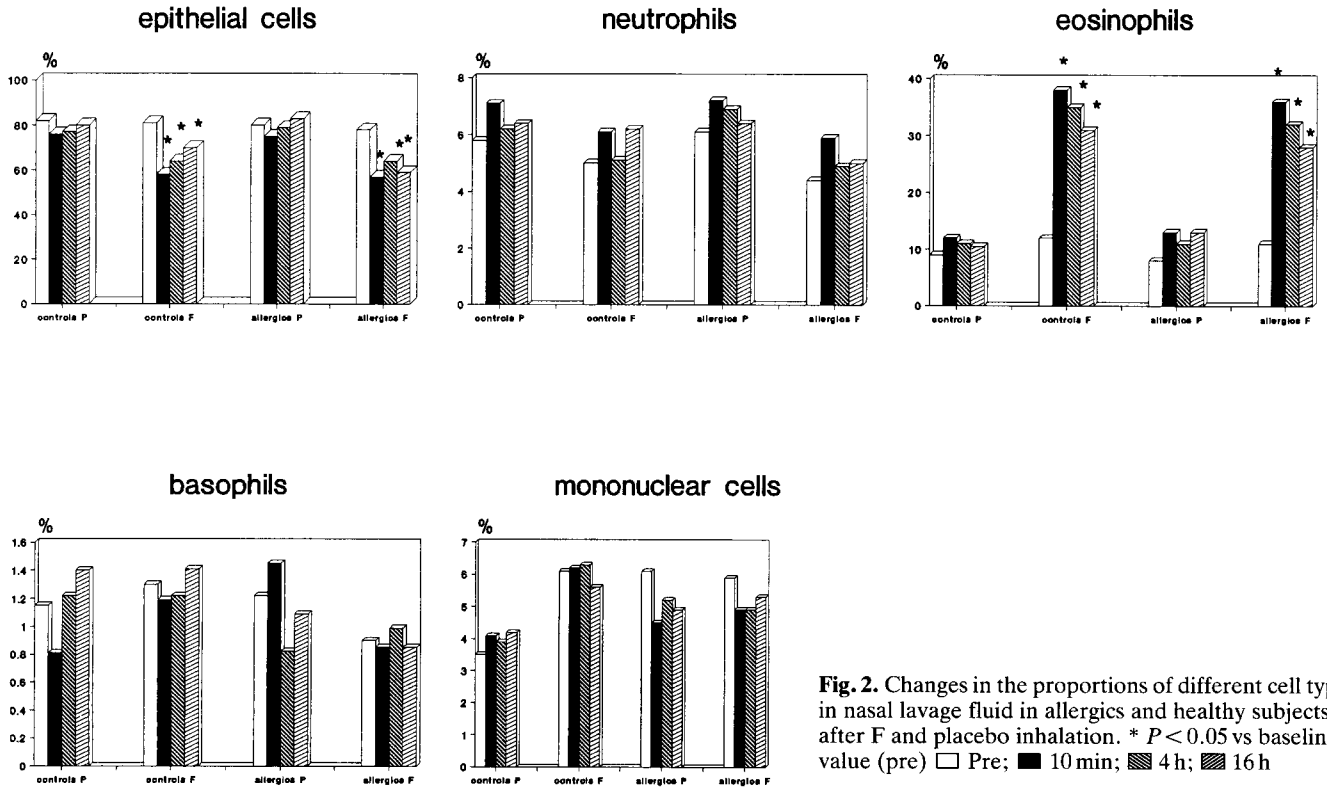 epithelial cells
%
100
80
60
40
20
0
* * *
* * *
controls P controls F allergics P allergics F
neutrophils
%
8
6
4
2
0
controls P controls F allergics P allergics F
eosinophils
%
40
30
20
10
0
* * *
* * *
controls P controls F allergics P allergics F
basophils
%
1.6
1.4
1.2
1
0.8
0.6
0.4
0.2
0
controls P controls F allergics P allergics F
mononuclear cells
%
7
6
5
4
3
2
1
0
controls P controls F allergics P allergics F
Fig. 2. Changes in the proportions of different cell typ
in nasal lavage fluid in allergics and healthy subjects
after F and placebo inhalation. * P < 0.05 vs baselin
value (pre) □ Pre; ■ 10 min; ▧ 4 h; ▨ 16 h